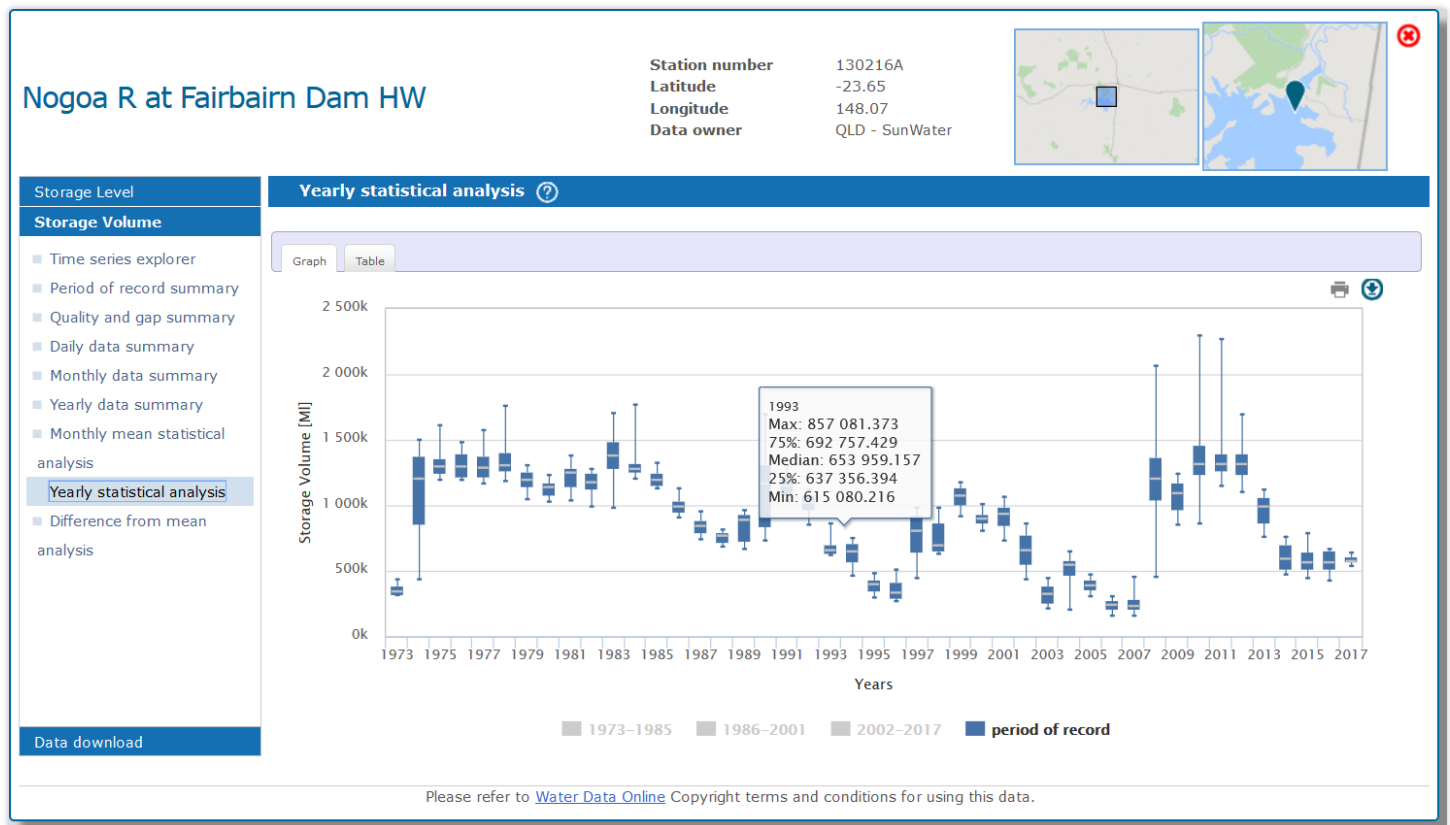 Nogoa R at Fairbairn Dam HW
Station number 130216A
Latitude -23.65
Longitude 148.07
Data owner QLD - SunWater
Storage Level
Storage Volume
Time series explorer
Period of record summary
Quality and gap summary
Daily data summary
Monthly data summary
Yearly data summary
Monthly mean statistical
analysis
Yearly statistical analysis
Difference from mean
analysis
Data download
Yearly statistical analysis ?
Graph Table
2 500k
2 000k
1 500k
1 000k
500k
0k
Storage Volume [Ml]
1993
Max: 857 081.373
75%: 692 757.429
Median: 653 959.157
25%: 637 356.394
Min: 615 080.216
1973 1975 1977 1979 1981 1983 1985 1987 1989 1991 1993 1995 1997 1999 2001 2003 2005 2007 2009 2011 2013 2015 2017
Years
1973-1985 1986-2001 2002-2017 period of record
Please refer to Water Data Online Copyright terms and conditions for using this data.